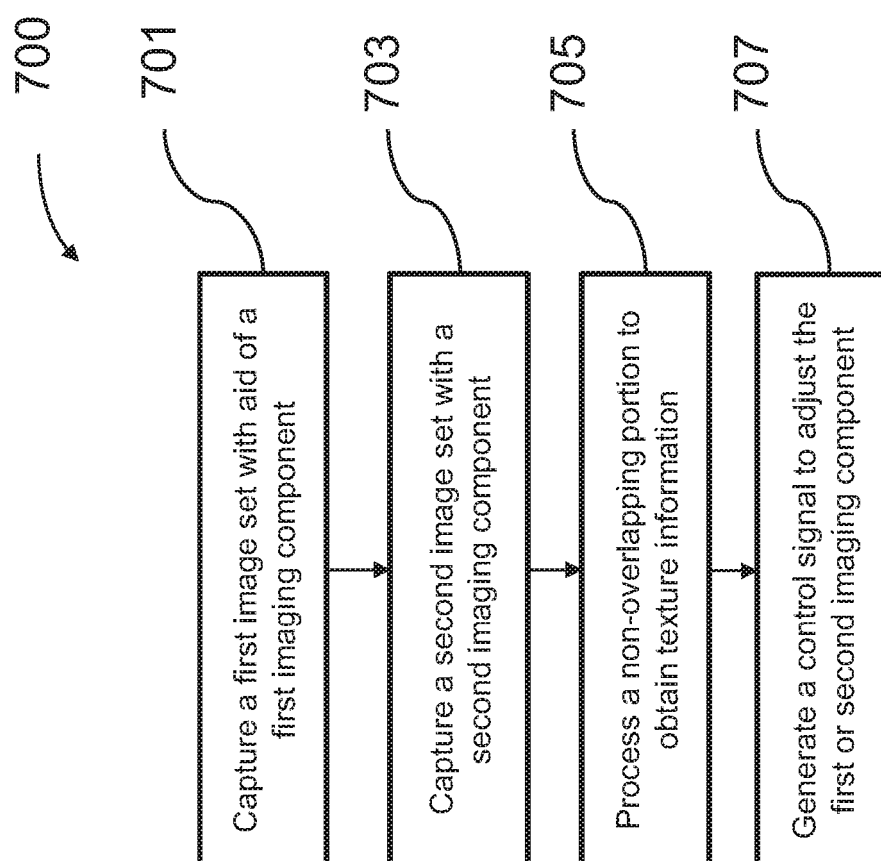 700
701
Capture a first image set with aid of a
first imaging component
703
Capture a second image set with a
second imaging component
705
Process a non-overlapping portion to
obtain texture information
707
Generate a control signal to adjust the
first or second imaging component